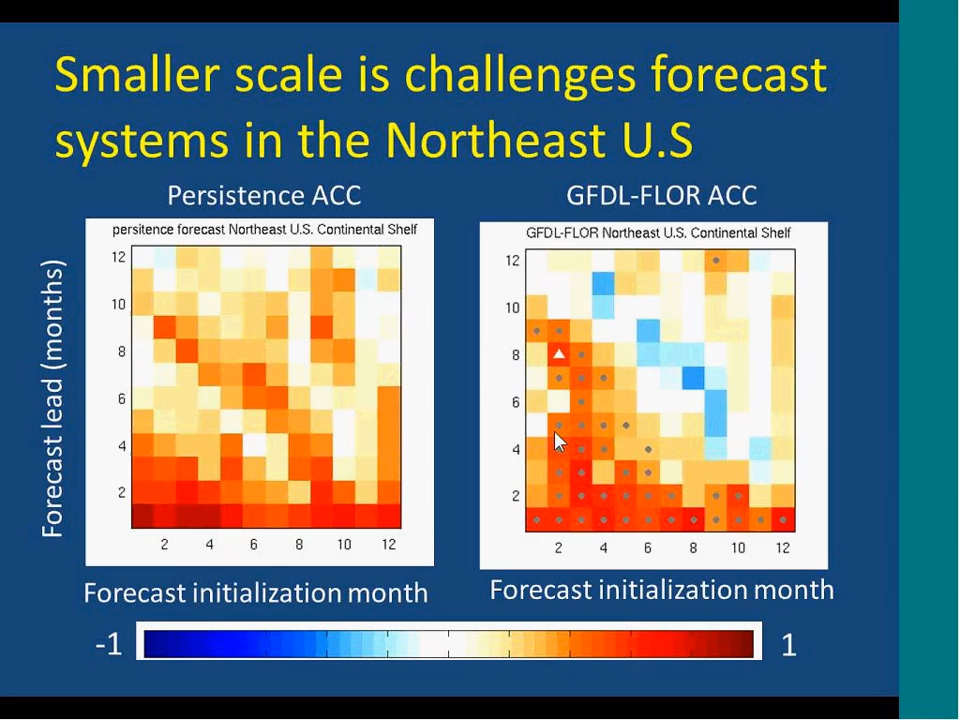 Smaller scale is challenges forecast
systems in the Northeast U.S
Persistence ACC
GFDL-FLOR ACC
persitence forecast Northeast U.S. Continental Shelf
GFDL-FLOR Northeast U.S. Continental Shelf
Forecast lead (months)
12
10
8
6
4
2
2 4 6 8 10 12
12
10
8
6
4
2
2 4 6 8 10 12
Forecast initialization month
Forecast initialization month
-1
1